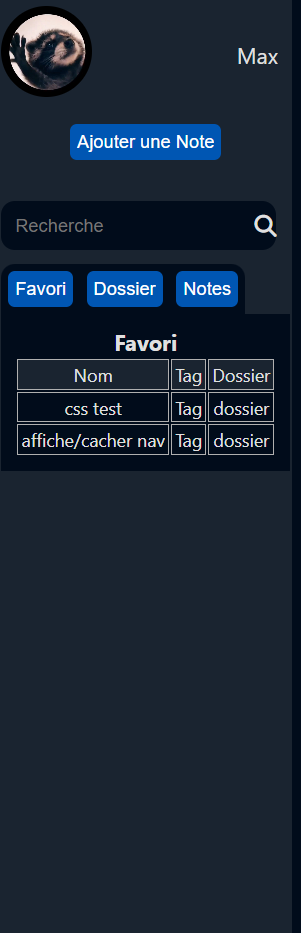 Max
Ajouter une Note
Recherche
Favori Dossier Notes
Favori
Nom Tag Dossier
css test Tag dossier
affiche/cacher nav Tag dossier